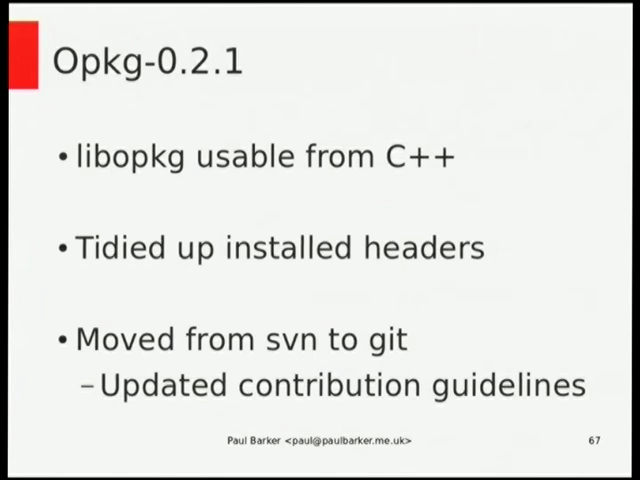 Opkg-0.2.1
•libopkg usable from C++
•Tidied up installed headers
•Moved from svn to git
–Updated contribution guidelines
Paul Barker <paul@paulbarker.me.uk>
67